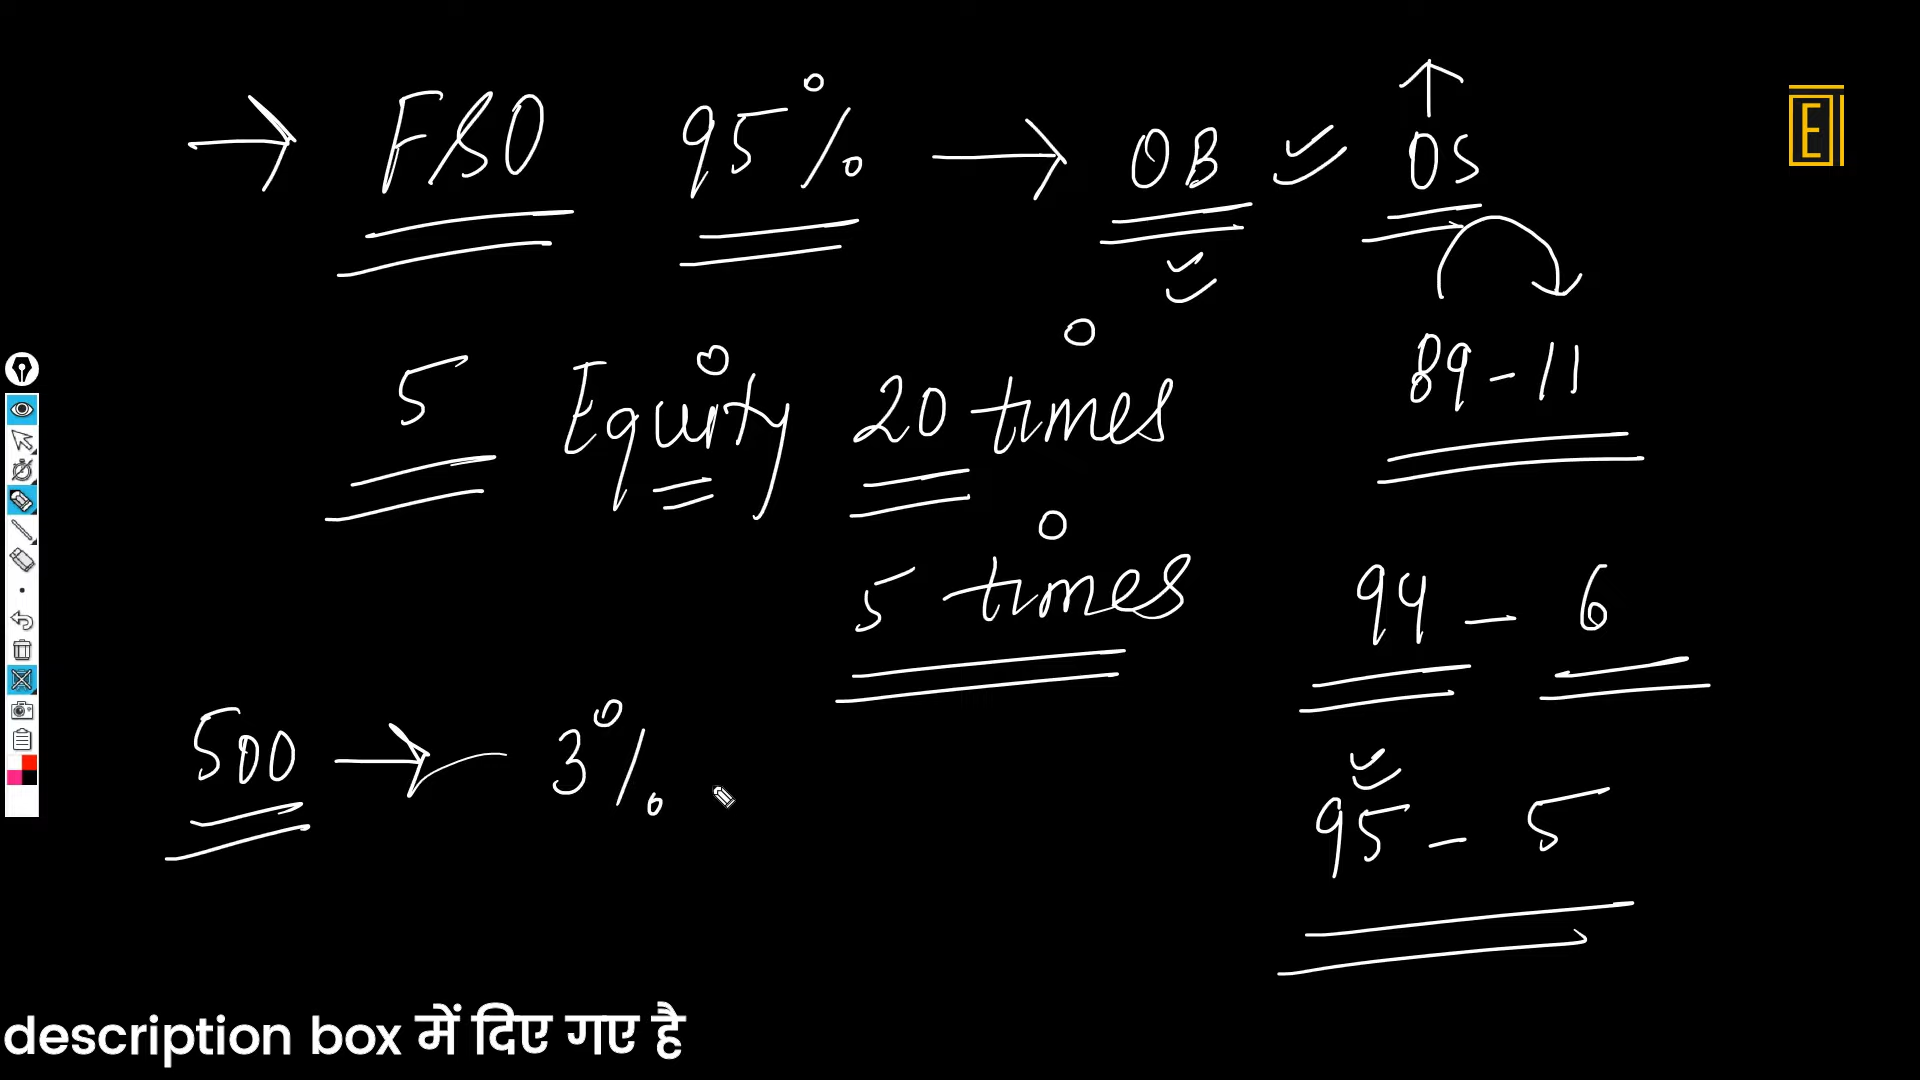 → F&O 95% → OB OS ↑
89-11
5 Equity 20 times
5 times
94 - 6
500 → 3%
95 - 5
E
description box में दिए गए है